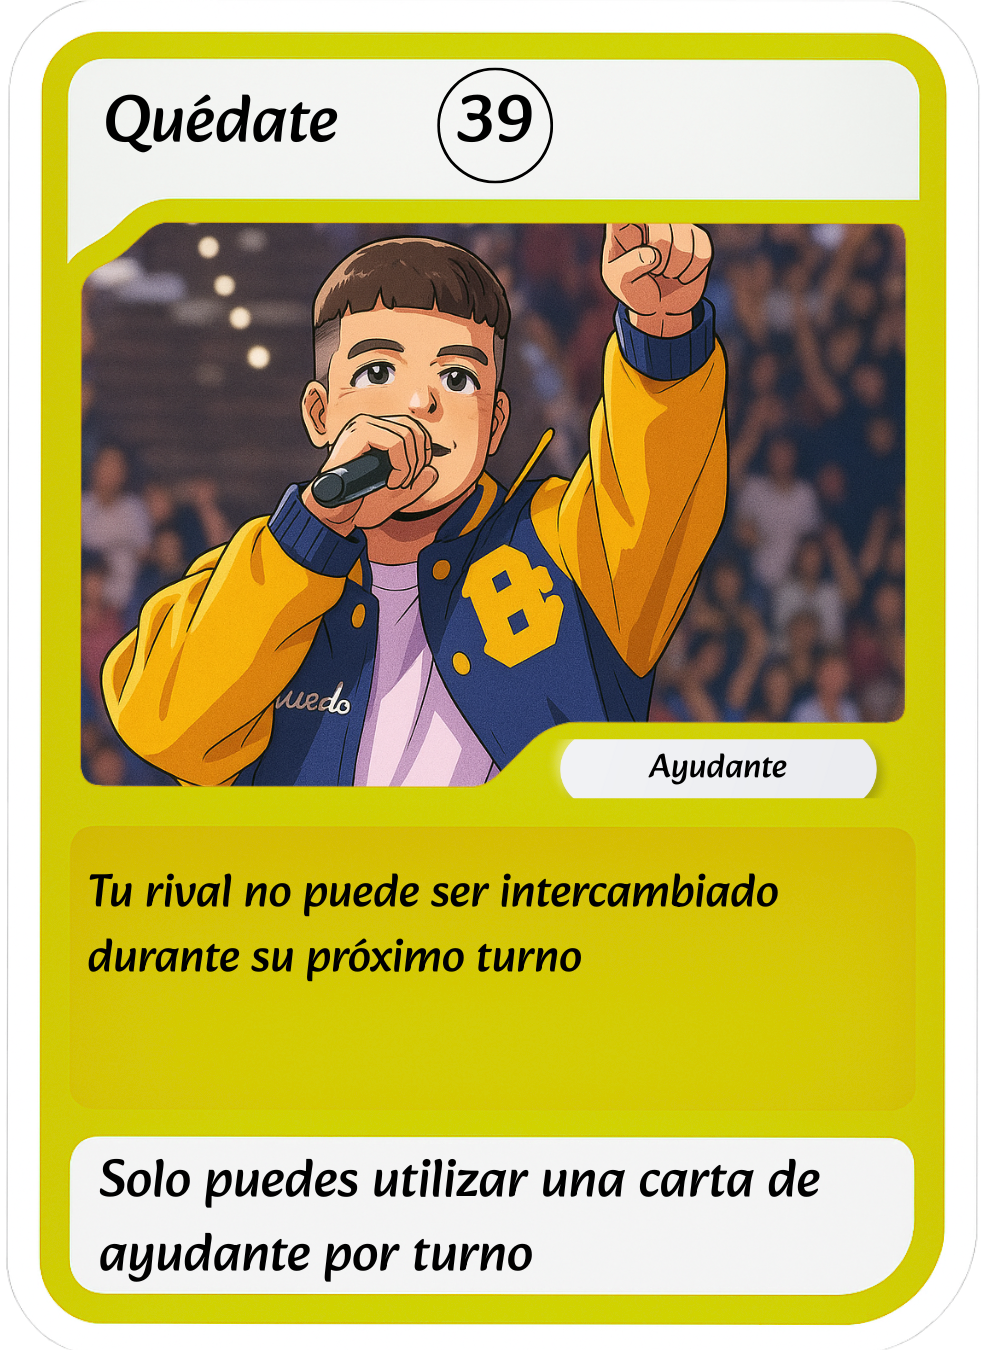 Quédate 39
B
uedo
Ayudante
Tu rival no puede ser intercambiado
durante su próximo turno
Solo puedes utilizar una carta de
ayudante por turno